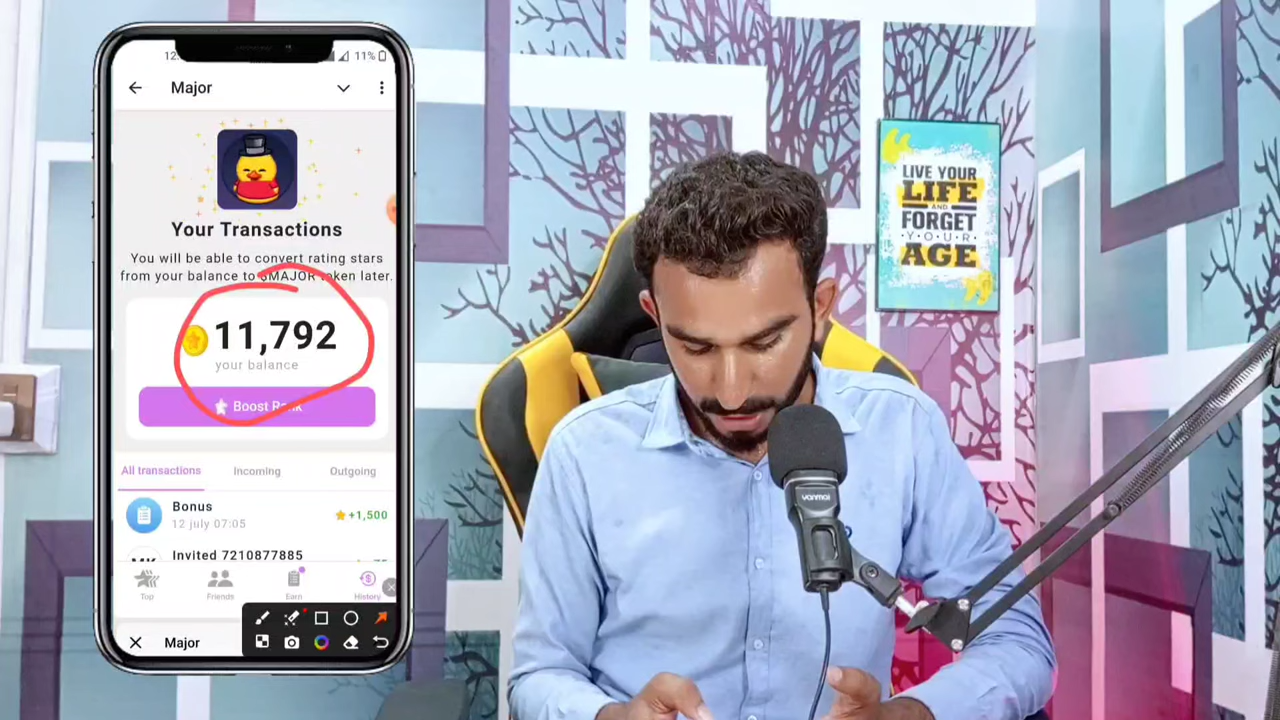 11%
Major
Your Transactions
You will be able to convert rating stars
from your balance to $MAJOR token later.
11,792
your balance
Boost Rank
All transactions
Incoming
Outgoing
Bonus
12 july 07:05
+1,500
Invited 7210877885
Top
Friends
Earn
History
Major
LIVE YOUR
LIFE
AND
FORGET
YOUR
AGE